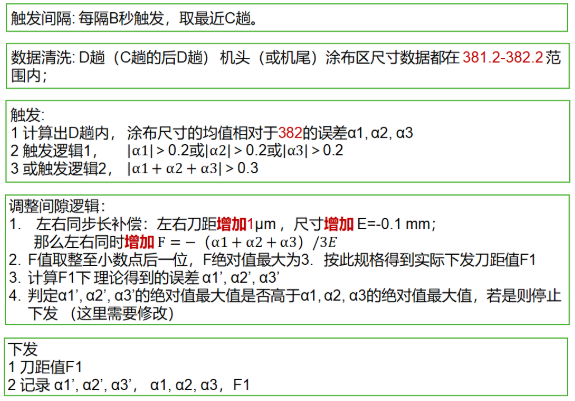 触发间隔: 每隔B秒触发，取最近C趟。
数据清洗: D趟（C趟的后D趟） 机头（或机尾）涂布区尺寸数据都在 381.2-382.2 范
围内；
触发:
1 计算出D趟内， 涂布尺寸的均值相对于382的误差α1, α2, α3
2 触发逻辑1， |α1| > 0.2或|α2| > 0.2或|α3| > 0.2
3 或触发逻辑2， |α1 + α2 + α3| > 0.3
调整间隙逻辑：
1. 左右同步长补偿：左右刀距增加1μm ，尺寸增加 E=-0.1 mm；
那么左右同时增加 F = −（α1 + α2 + α3）/3E
2. F值取整至小数点后一位，F绝对值最大为3．按此规格得到实际下发刀距值F1
3. 计算F1下 理论得到的误差 α1’, α2’, α3’
4. 判定α1’, α2’, α3’的绝对值最大值是否高于α1, α2, α3的绝对值最大值，若是则停止
下发 （这里需要修改）
下发
1 刀距值F1
2 记录 α1’, α2’, α3’， α1, α2, α3，F1